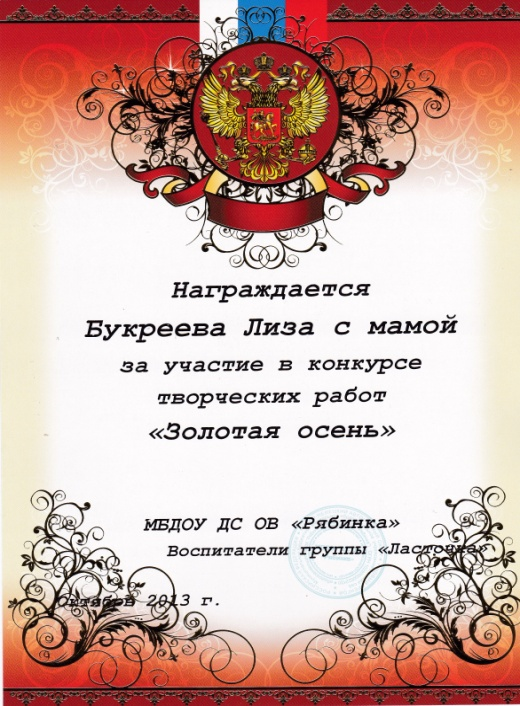 Награждается
Букреева Лиза с мамой
за участие в конкурсе
творческих работ
«Золотая осень»
МБДОУ ДС ОВ «Рябинка»
Воспитатели группы «Ласточка»
Октябрь 2013 г.